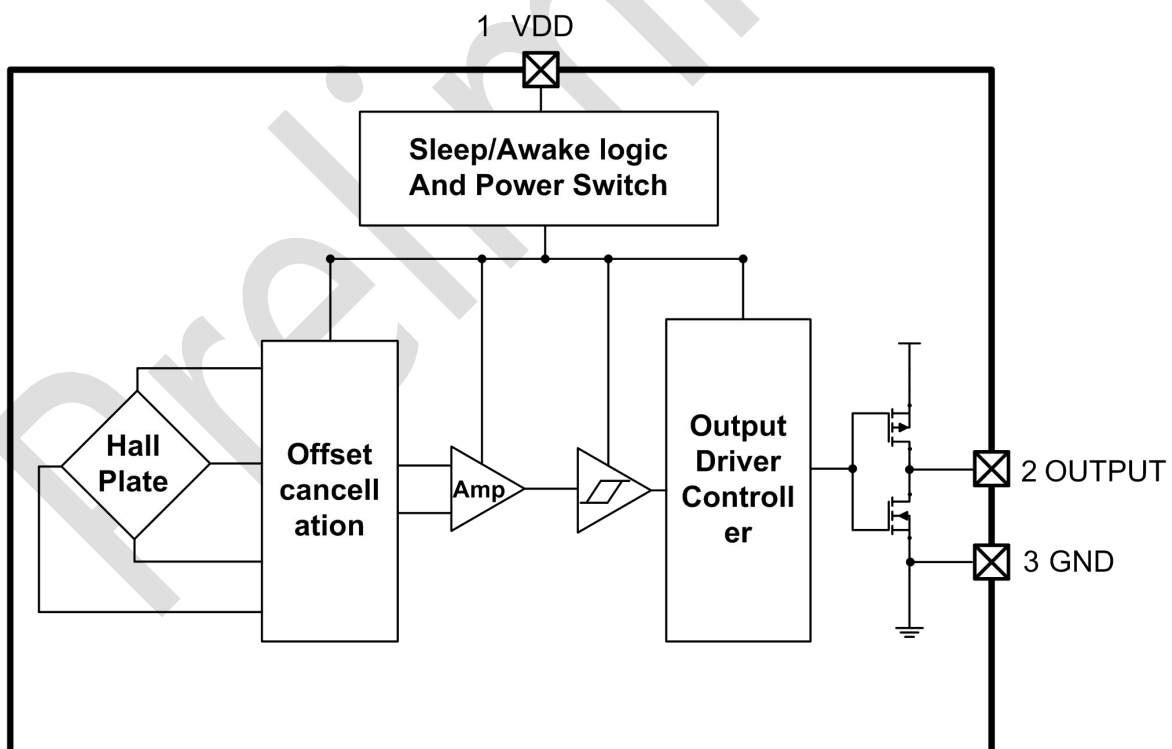 1 VDD
Sleep/Awake logic
And Power Switch
Hall
Plate
Offset
cancell
ation
Amp
Output
Driver
Controll
er
2 OUTPUT
3 GND
Prelim